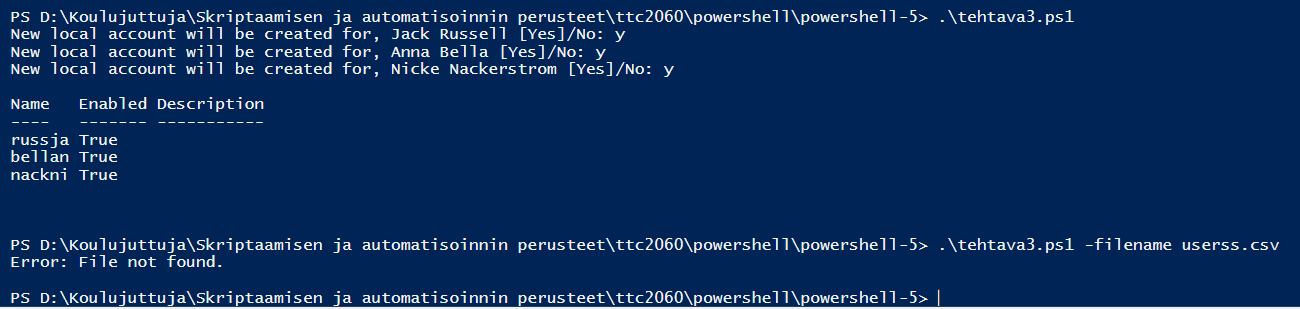 PS D:\Koulujuttuja\Skriptaamisen ja automatisoinnin perusteet\ttc2060\powershell\powershell-5> .\tehtava3.ps1
New local account will be created for, Jack Russell [Yes]/No: y
New local account will be created for, Anna Bella [Yes]/No: y
New local account will be created for, Nicke Nackerstrom [Yes]/No: y
Name   Enabled Description
----   ------- -----------
russja True
bellan True
nackni True
PS D:\Koulujuttuja\Skriptaamisen ja automatisoinnin perusteet\ttc2060\powershell\powershell-5> .\tehtava3.ps1 -filename userss.csv
Error: File not found.
PS D:\Koulujuttuja\Skriptaamisen ja automatisoinnin perusteet\ttc2060\powershell\powershell-5>